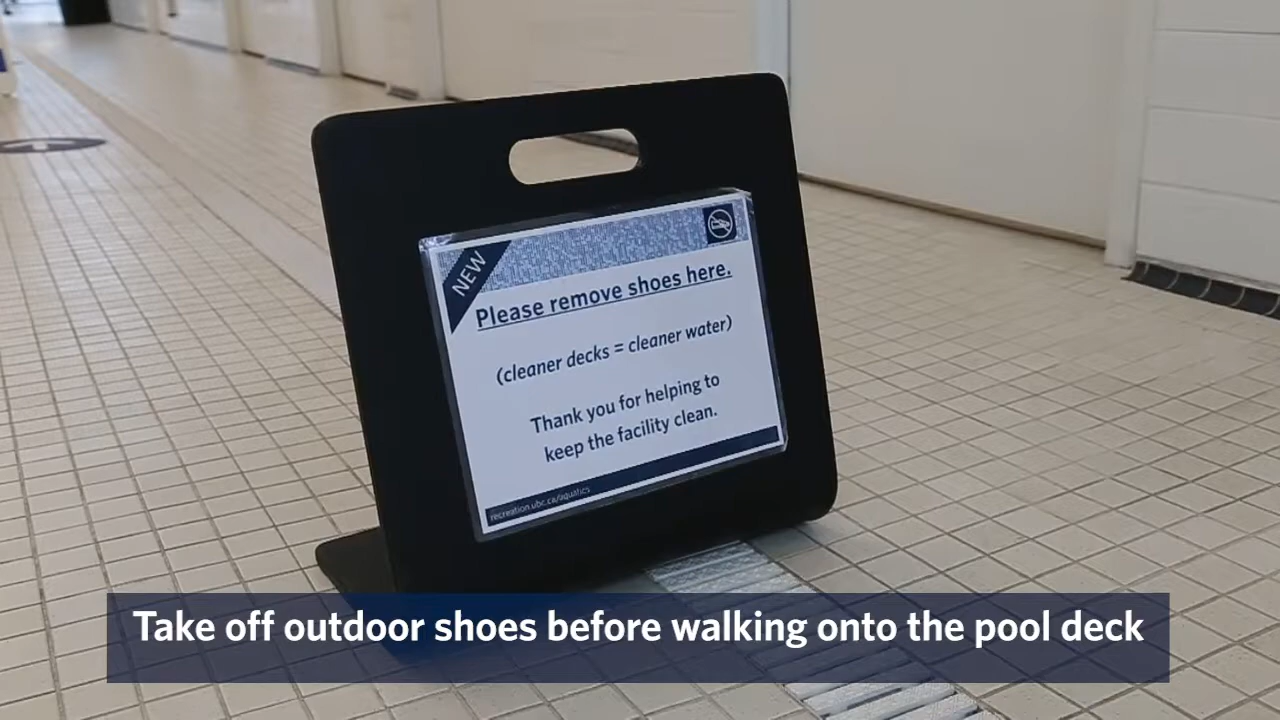 NEW
Please remove shoes here.
(cleaner decks = cleaner water)
Thank you for helping to
keep the facility clean.
recreation.ubc.ca/aquatics
Take off outdoor shoes before walking onto the pool deck